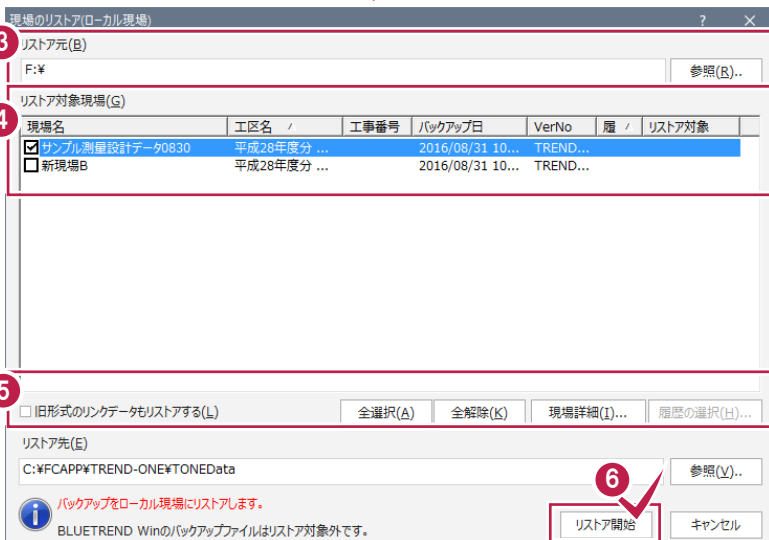 現場のリストア(ローカル現場) ? ×
3
リストア元(B)
F:¥ 参照(R)..
4
リストア対象現場(G)
現場名 工区名 工事番号 バックアップ日 VerNo 履 リストア対象
サンプル測量設計データ0830 平成28年度分 ... 2016/08/31 10... TREND...
新現場B 平成28年度分 ... 2016/08/31 10... TREND...
5
旧形式のリンクデータもリストアする(L) 全選択(A) 全解除(K) 現場詳細(I)... 履歴の選択(H)...
リストア先(E)
C:¥FCAPP¥TREND-ONE¥TONEData 参照(V)..
6
バックアップをローカル現場にリストアします。
BLUETREND Winのバックアップファイルはリストア対象外です。 リストア開始 キャンセル